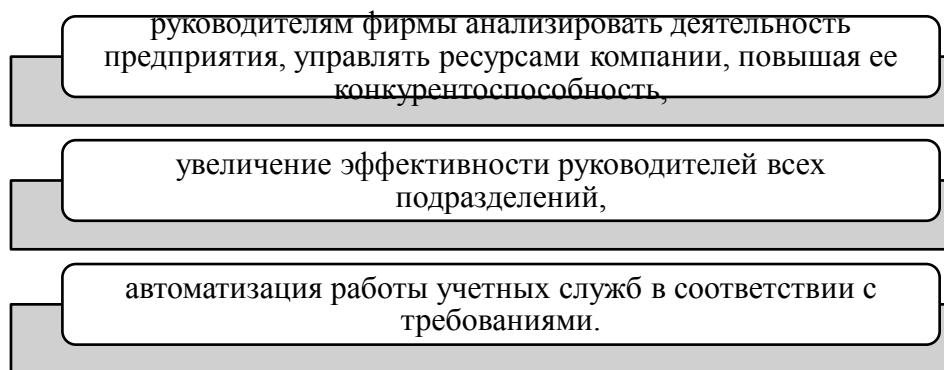 руководителям фирмы анализировать деятельность
предприятия, управлять ресурсами компании, повышая ее
конкурентоспособность,
увеличение эффективности руководителей всех
подразделений,
автоматизация работы учетных служб в соответствии с
требованиями.